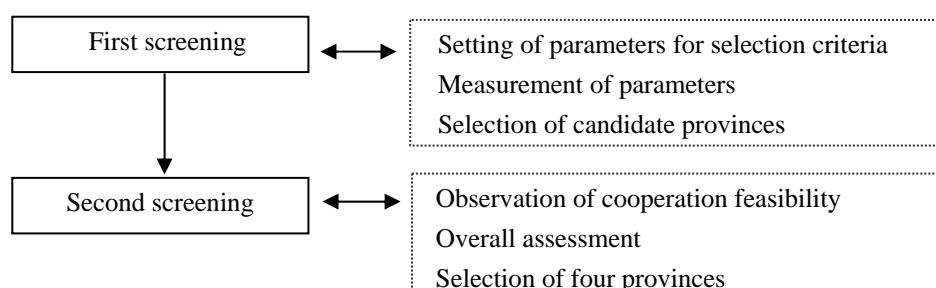 First screening
Setting of parameters for selection criteria
Measurement of parameters
Selection of candidate provinces
Second screening
Observation of cooperation feasibility
Overall assessment
Selection of four provinces